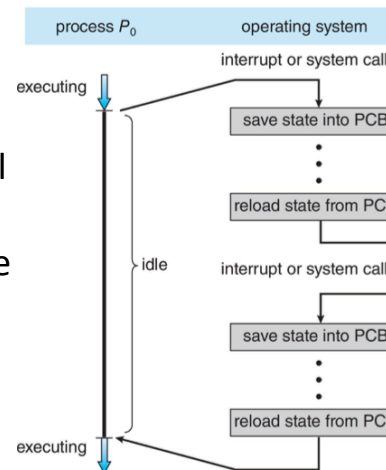 process P0
operating system
interrupt or system call
executing
save state into PCB
reload state from PC
idle
interrupt or system call
save state into PCB
reload state from PC
executing